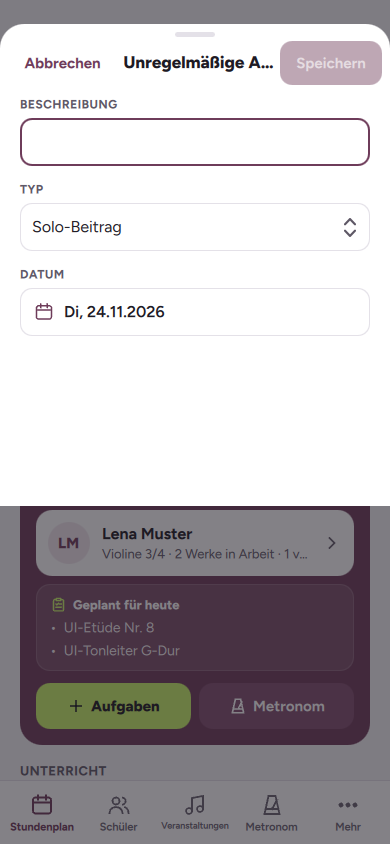 Abbrechen Unregelmäßige A... Speichern
BESCHREIBUNG
TYP
Solo-Beitrag
DATUM
Di, 24.11.2026
LM Lena Muster
Violine 3/4 · 2 Werke in Arbeit · 1 v...
Geplant für heute
• UI-Etüde Nr. 8
• UI-Tonleiter G-Dur
+ Aufgaben Metronom
UNTERRICHT
Stundenplan Schüler Veranstaltungen Metronom Mehr